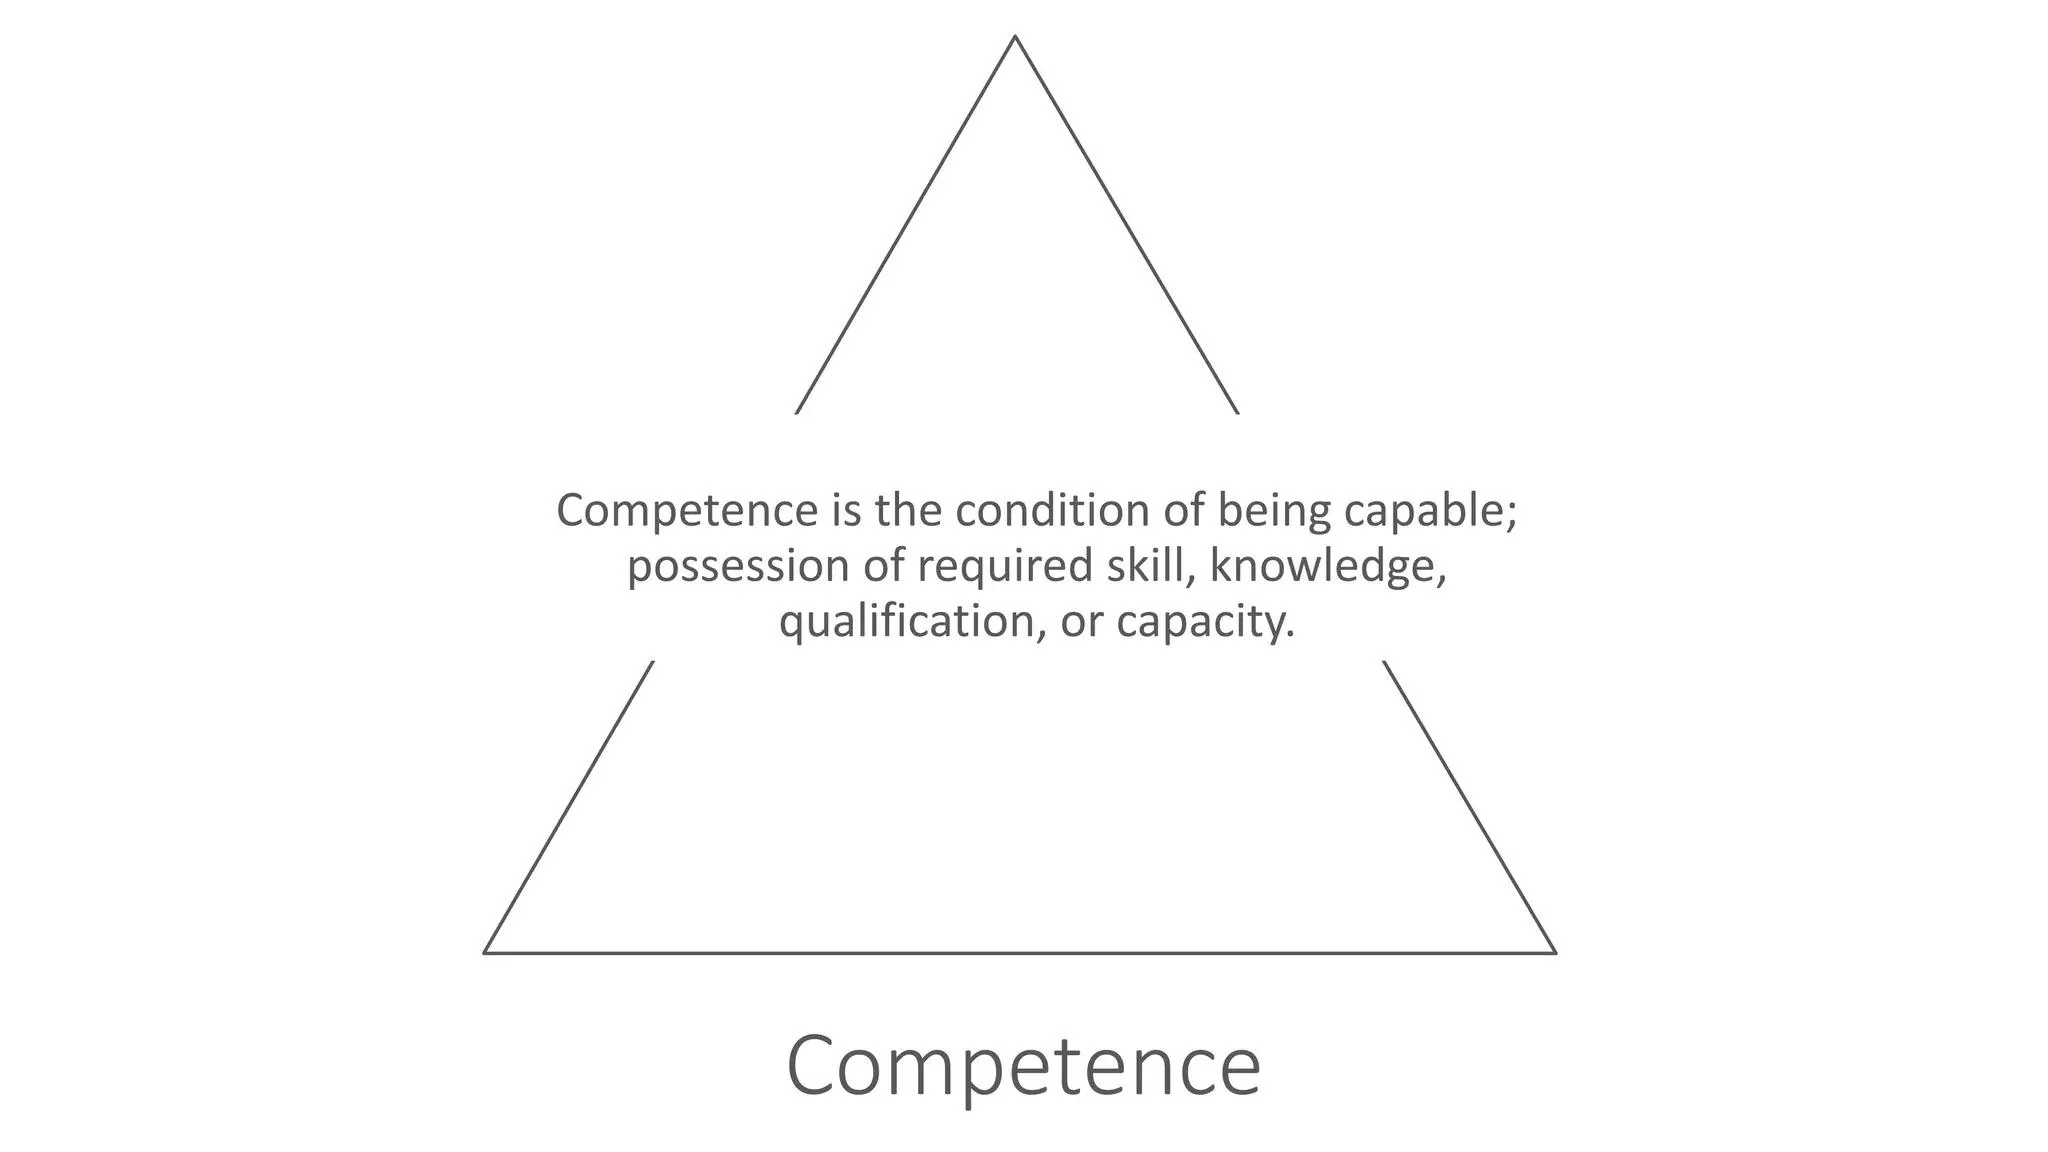 Competence is the condition of being capable;
possession of required skill, knowledge,
qualification, or capacity.
Competence